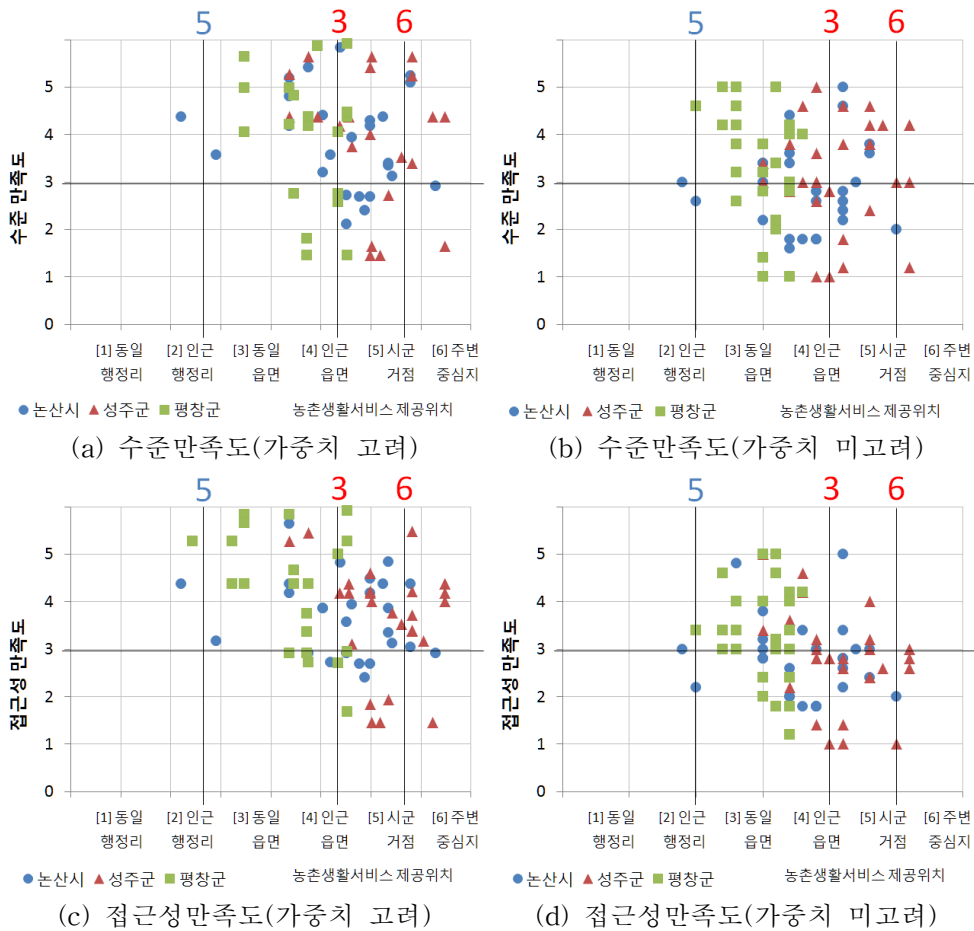 5 3 6 5 3 6
수준 만족도 5 4 3 2 1 0
[1] 동일 행정리 [2] 인근 행정리 [3] 동일 읍면 [4] 인근 읍면 [5] 시군 거점 [6] 주변 중심지
논산시 성주군 평창군 농촌생활서비스 제공위치
(a) 수준만족도(가중치 고려)
수준 만족도 5 4 3 2 1 0
[1] 동일 행정리 [2] 인근 행정리 [3] 동일 읍면 [4] 인근 읍면 [5] 시군 거점 [6] 주변 중심지
논산시 성주군 평창군 농촌생활서비스 제공위치
(b) 수준만족도(가중치 미고려)
5 3 6 5 3 6
접근성 만족도 5 4 3 2 1 0
[1] 동일 행정리 [2] 인근 행정리 [3] 동일 읍면 [4] 인근 읍면 [5] 시군 거점 [6] 주변 중심지
논산시 성주군 평창군 농촌생활서비스 제공위치
(c) 접근성만족도(가중치 고려)
접근성 만족도 5 4 3 2 1 0
[1] 동일 행정리 [2] 인근 행정리 [3] 동일 읍면 [4] 인근 읍면 [5] 시군 거점 [6] 주변 중심지
논산시 성주군 평창군 농촌생활서비스 제공위치
(d) 접근성만족도(가중치 미고려)